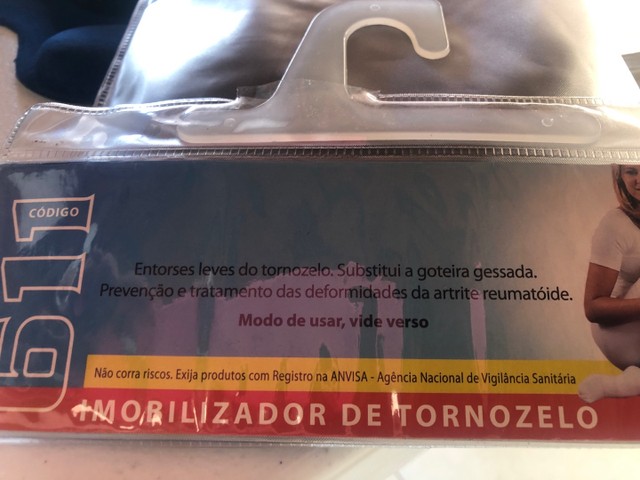 CÓDIGO
611
Entorses leves do tornozelo. Substitui a goteira gessada.
Prevenção e tratamento das deformidades da artrite reumatóide.
Modo de usar, vide verso
Não corra riscos. Exija produtos com Registro na ANVISA - Agência Nacional de Vigilância Sanitária
IMOBILIZADOR DE TORNOZELO